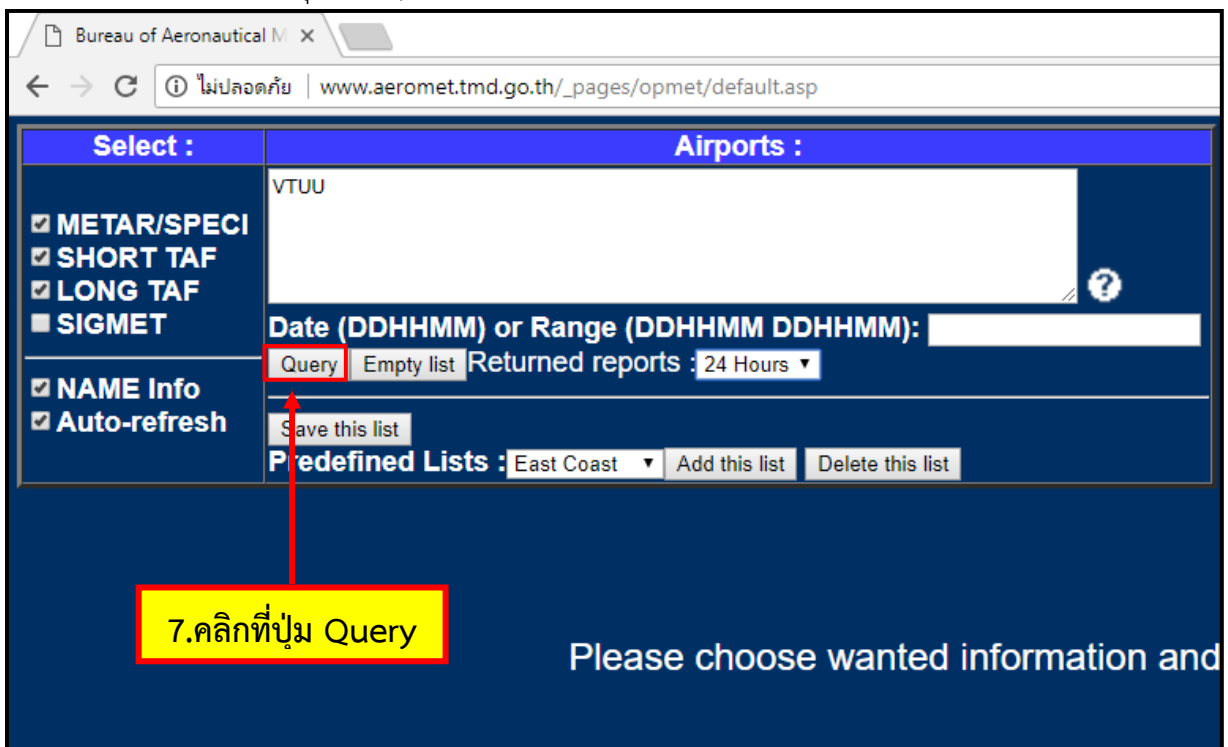 Bureau of Aeronautical M
ไม่ปลอดภัย www.aeromet.tmd.go.th/_pages/opmet/default.asp
Select :
Airports :
VTUU
METAR/SPECI
SHORT TAF
LONG TAF
SIGMET
NAME Info
Auto-refresh
Date (DDHHMM) or Range (DDHHMM DDHHMM):
Query Empty list Returned reports : 24 Hours
Save this list
Predefined Lists : East Coast Add this list Delete this list
7.คลิกที่ปุ่ม Query
Please choose wanted information and